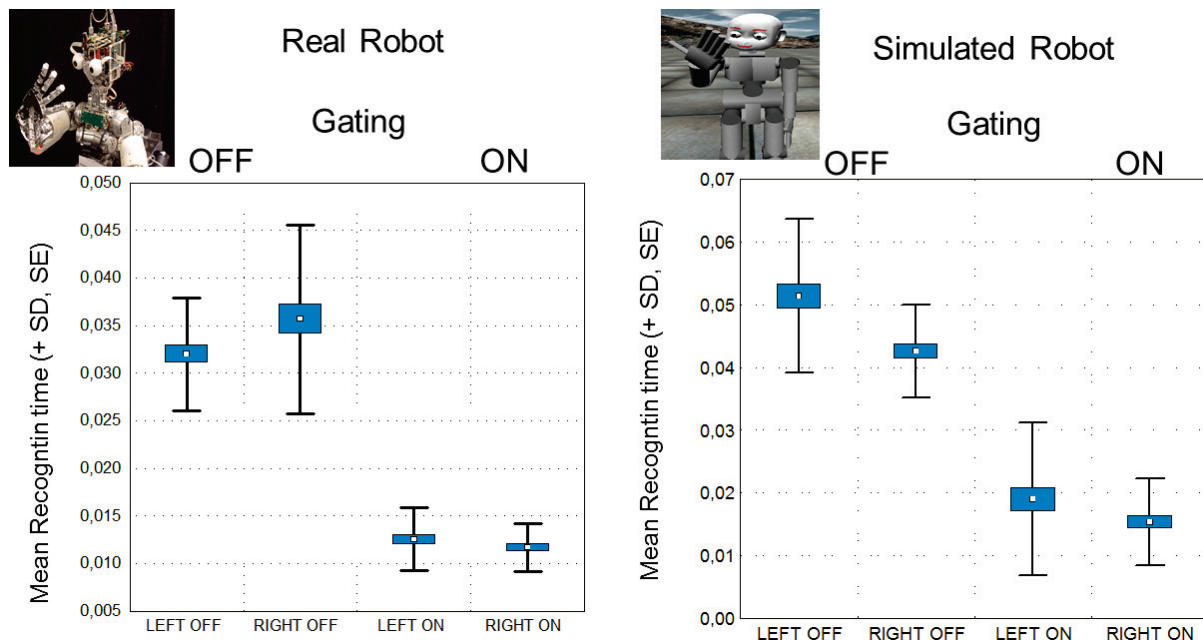 Real Robot
Gating
OFF ON
0,050
0,045
0,040
0,035
0,030
0,025
0,020
0,015
0,010
0,005
Mean Recogntin time (+ SD, SE)
LEFT OFF RIGHT OFF LEFT ON RIGHT ON
Simulated Robot
Gating
OFF ON
0,07
0,06
0,05
0,04
0,03
0,02
0,01
0,00
Mean Recogntin time (+ SD, SE)
LEFT OFF RIGHT OFF LEFT ON RIGHT ON